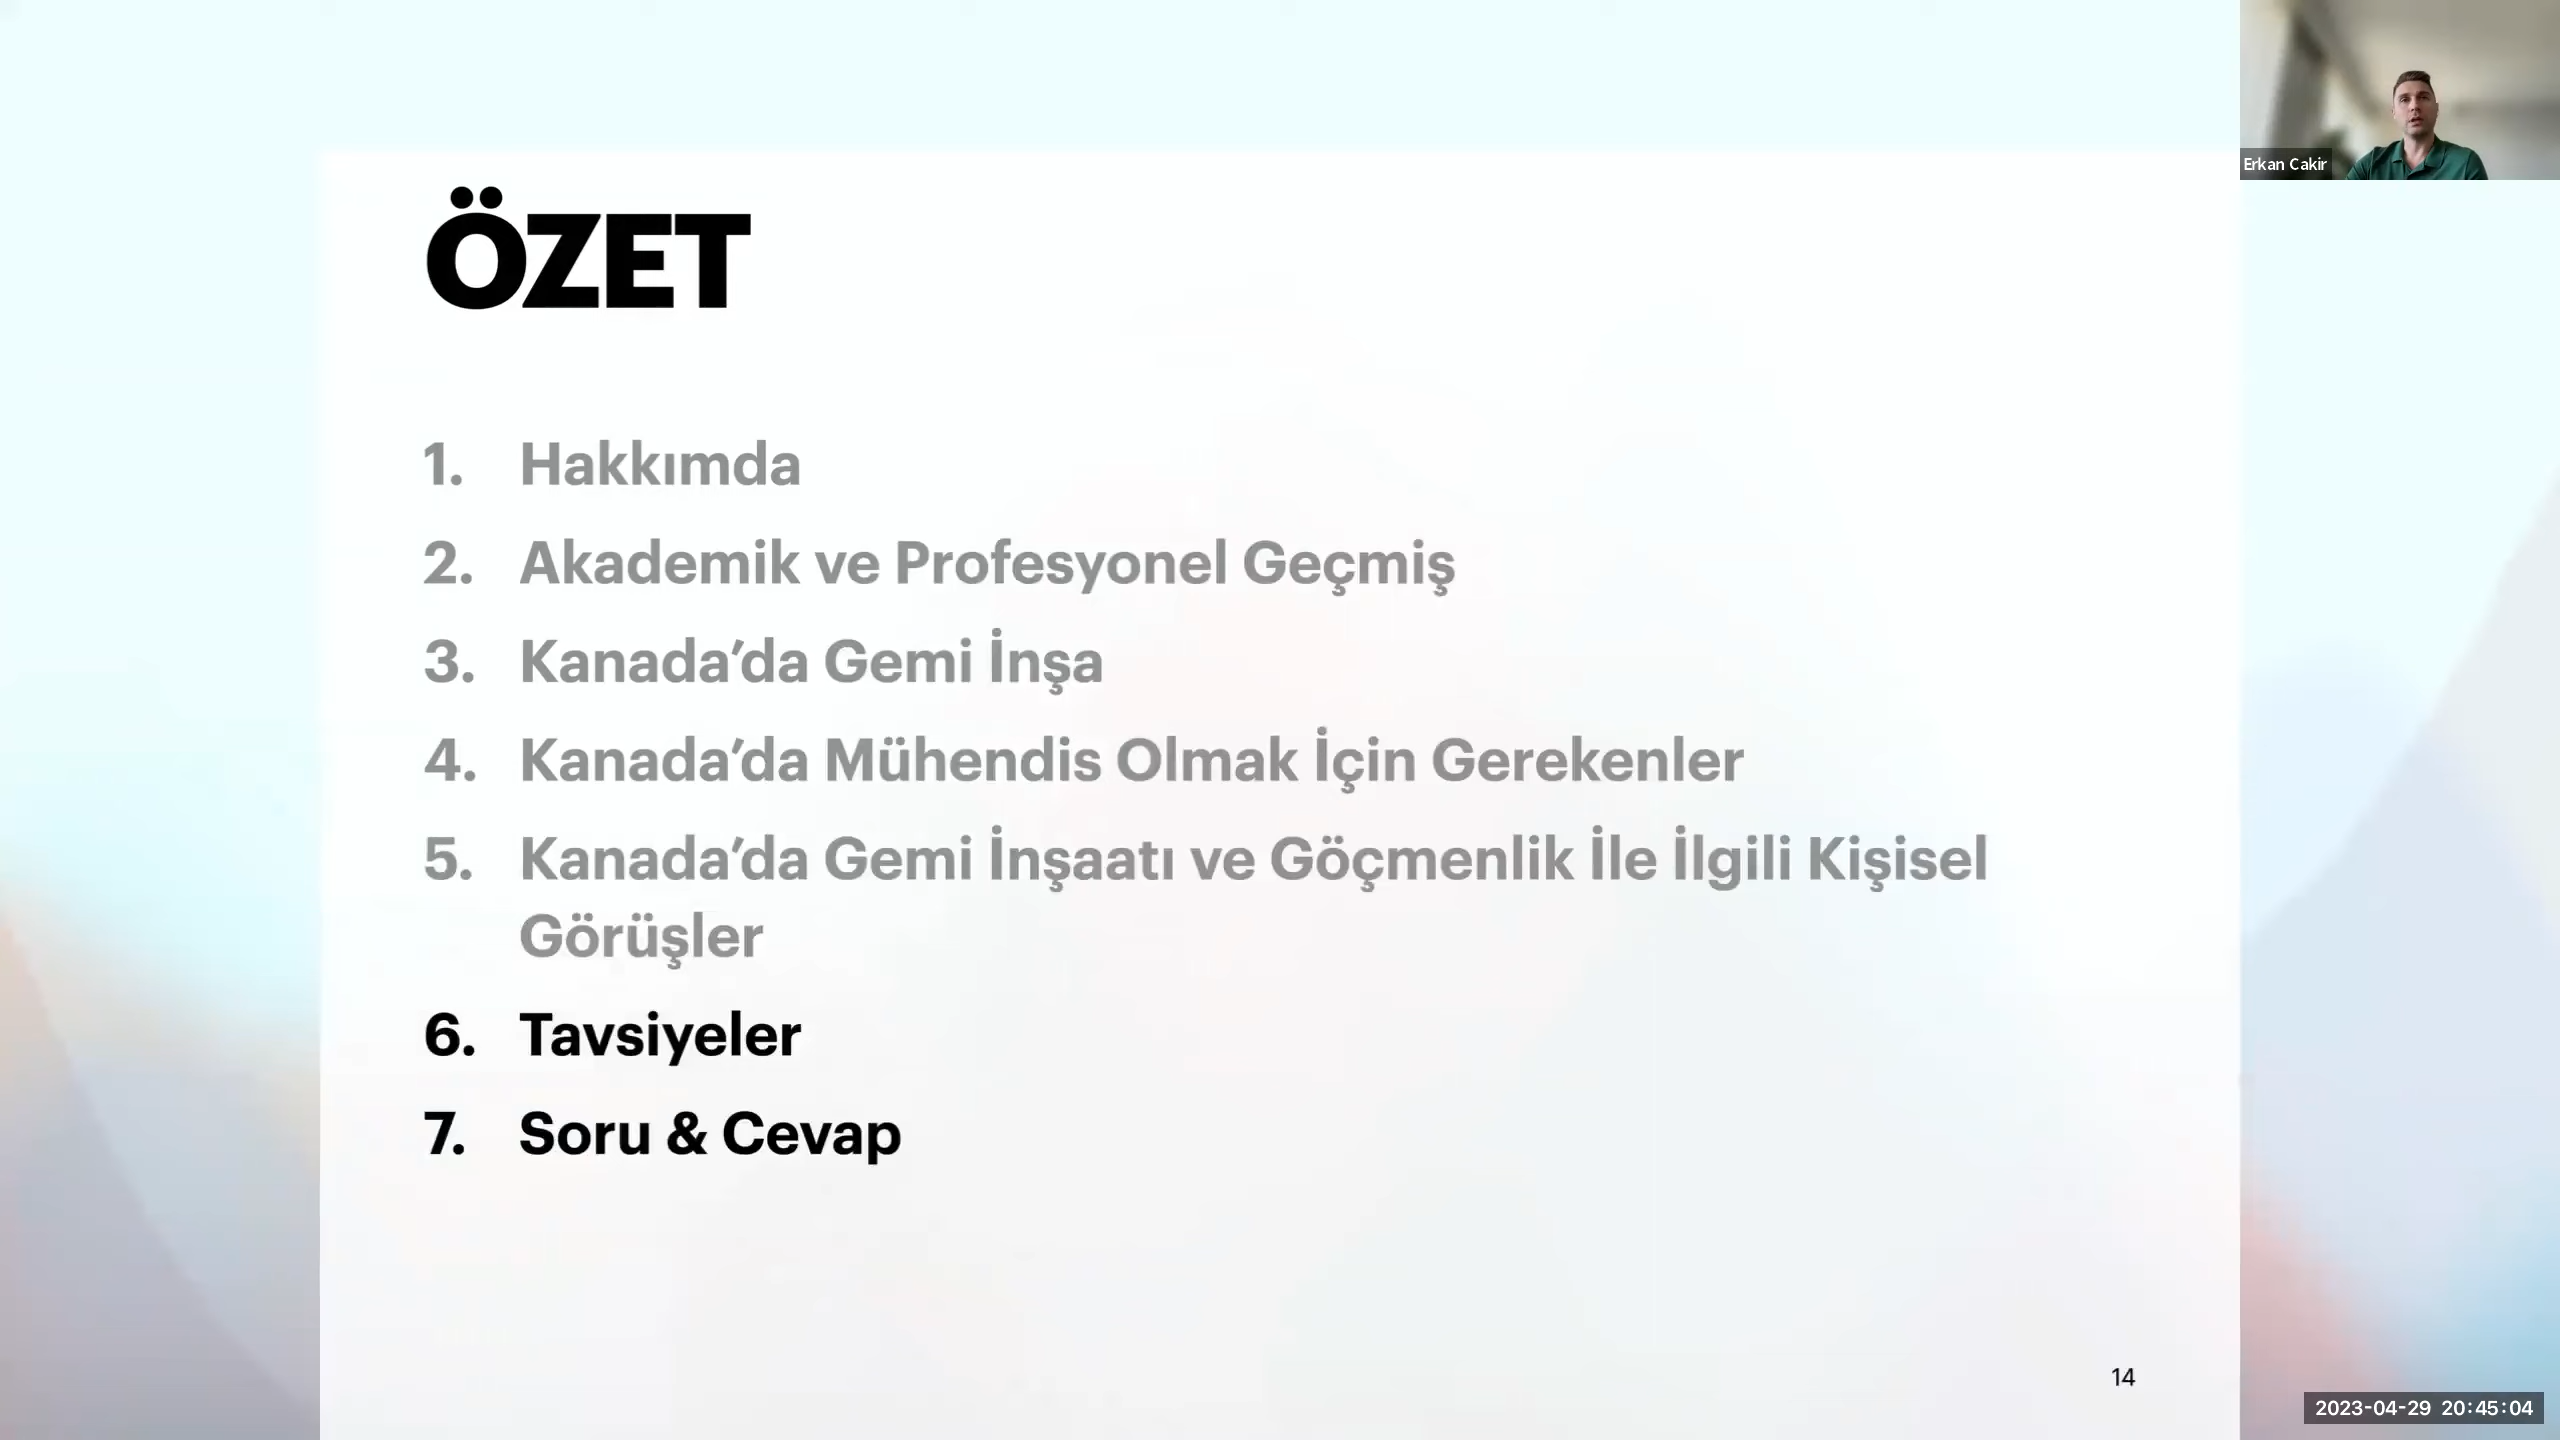 ÖZET
1. Hakkımda
2. Akademik ve Profesyonel Geçmiş
3. Kanada’da Gemi İnşa
4. Kanada’da Mühendis Olmak İçin Gerekenler
5. Kanada’da Gemi İnşaatı ve Göçmenlik İle İlgili Kişisel
Görüşler
6. Tavsiyeler
7. Soru & Cevap
14
Erkan Cakir
2023-04-29 20:45:04